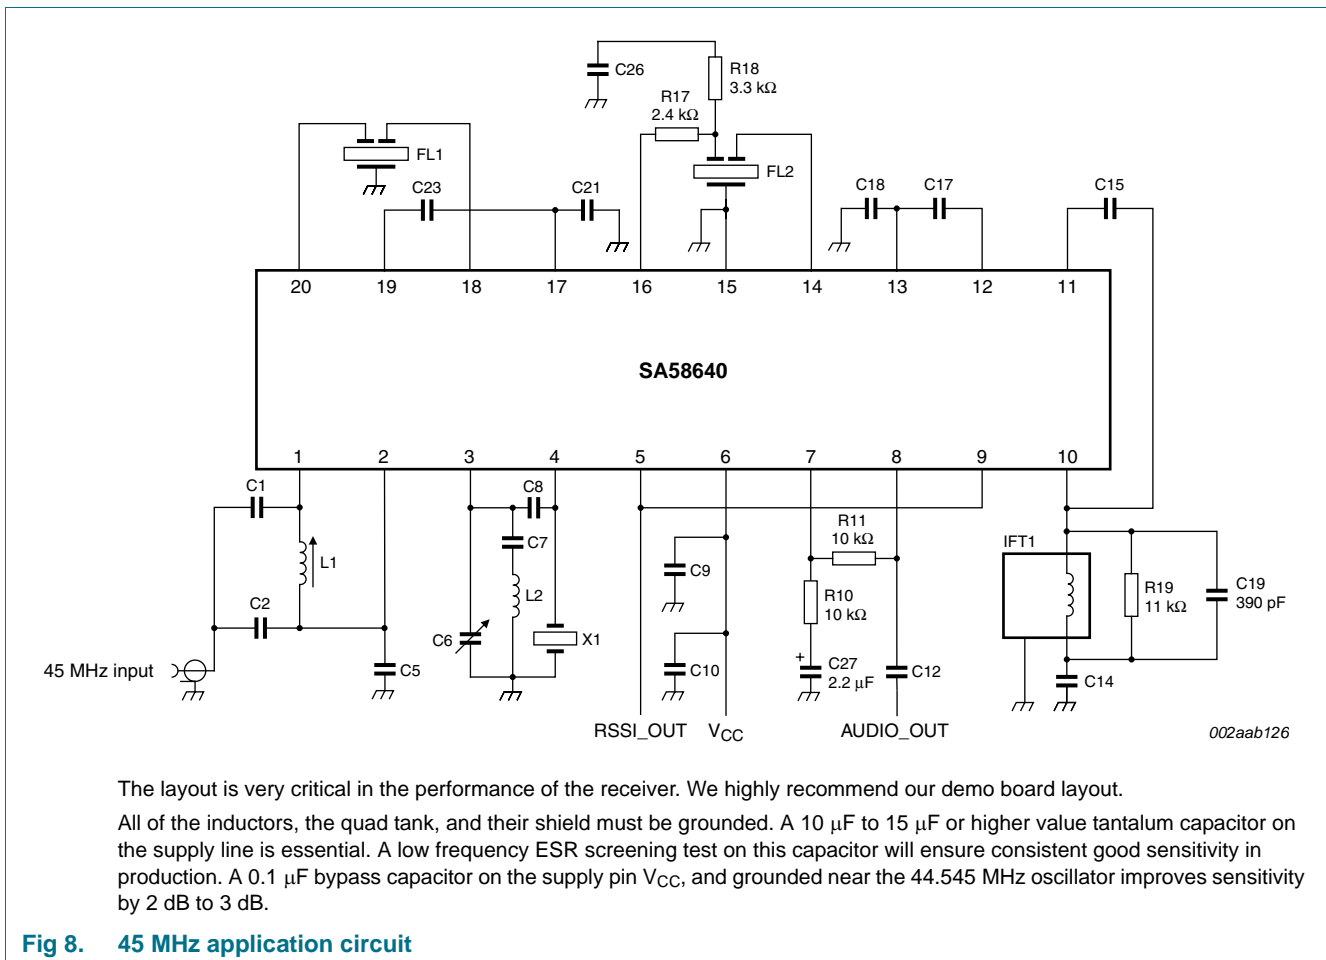 C26
R18
3.3 kΩ
R17
2.4 kΩ
FL1
FL2
C23
C21
C18
C17
C15
20
19
18
17
16
15
14
13
12
11
SA58640
1
2
3
4
5
6
7
8
9
10
C1
C8
R11
10 kΩ
L1
C7
C9
IFT1
C2
L2
R10
10 kΩ
R19
11 kΩ
C19
390 pF
C6
X1
45 MHz input
C5
C10
+
C27
2.2 μF
C12
C14
RSSI_OUT
VCC
AUDIO_OUT
002aab126
The layout is very critical in the performance of the receiver. We highly recommend our demo board layout.
All of the inductors, the quad tank, and their shield must be grounded. A 10 μF to 15 μF or higher value tantalum capacitor on
the supply line is essential. A low frequency ESR screening test on this capacitor will ensure consistent good sensitivity in
production. A 0.1 μF bypass capacitor on the supply pin VCC, and grounded near the 44.545 MHz oscillator improves sensitivity
by 2 dB to 3 dB.
Fig 8. 45 MHz application circuit